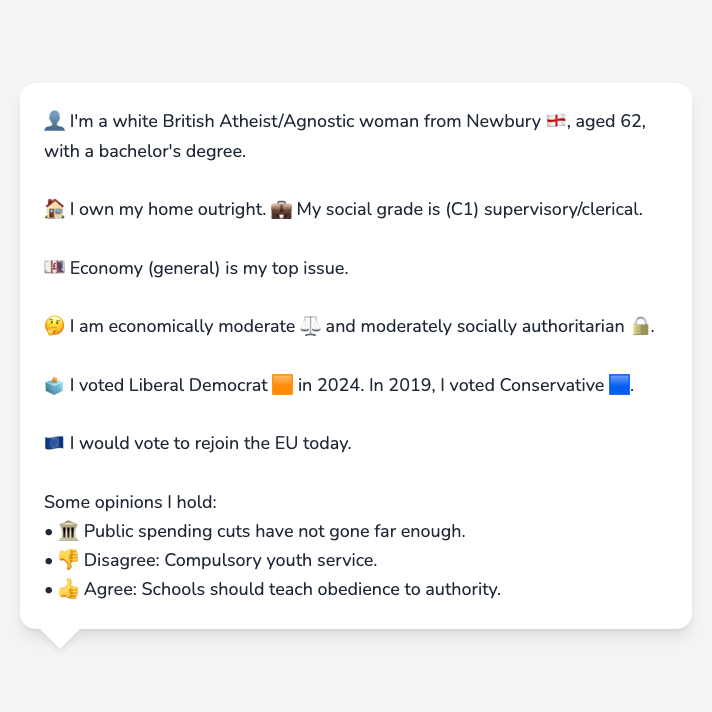 👤 I'm a white British Atheist/Agnostic woman from Newbury 🏴󠁧󠁢󠁥󠁮󠁧󠁿, aged 62,
with a bachelor's degree.
🏠 I own my home outright. 💼 My social grade is (C1) supervisory/clerical.
💷 Economy (general) is my top issue.
🤔 I am economically moderate ⚖️ and moderately socially authoritarian 🔒.
🗳️ I voted Liberal Democrat 🟧 in 2024. In 2019, I voted Conservative 🟦.
🇪🇺 I would vote to rejoin the EU today.
Some opinions I hold:
• 🏛️ Public spending cuts have not gone far enough.
• 👎 Disagree: Compulsory youth service.
• 👍 Agree: Schools should teach obedience to authority.